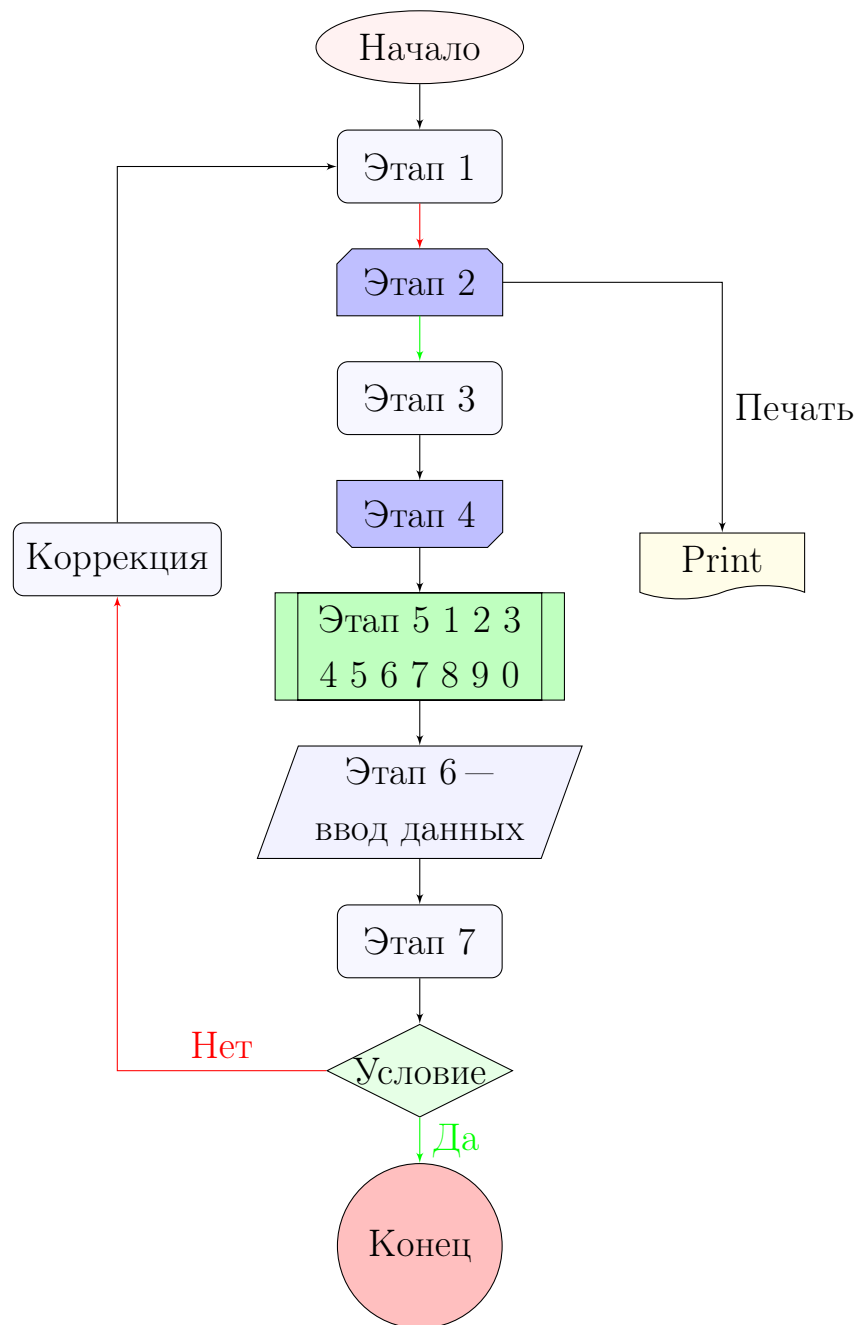 Начало
Этап 1
Этап 2
Этап 3
Печать
Этап 4
Коррекция
Print
Этап 5 1 2 3
4 5 6 7 8 9 0
Этап 6 —
ввод данных
Этап 7
Нет
Условие
Да
Конец